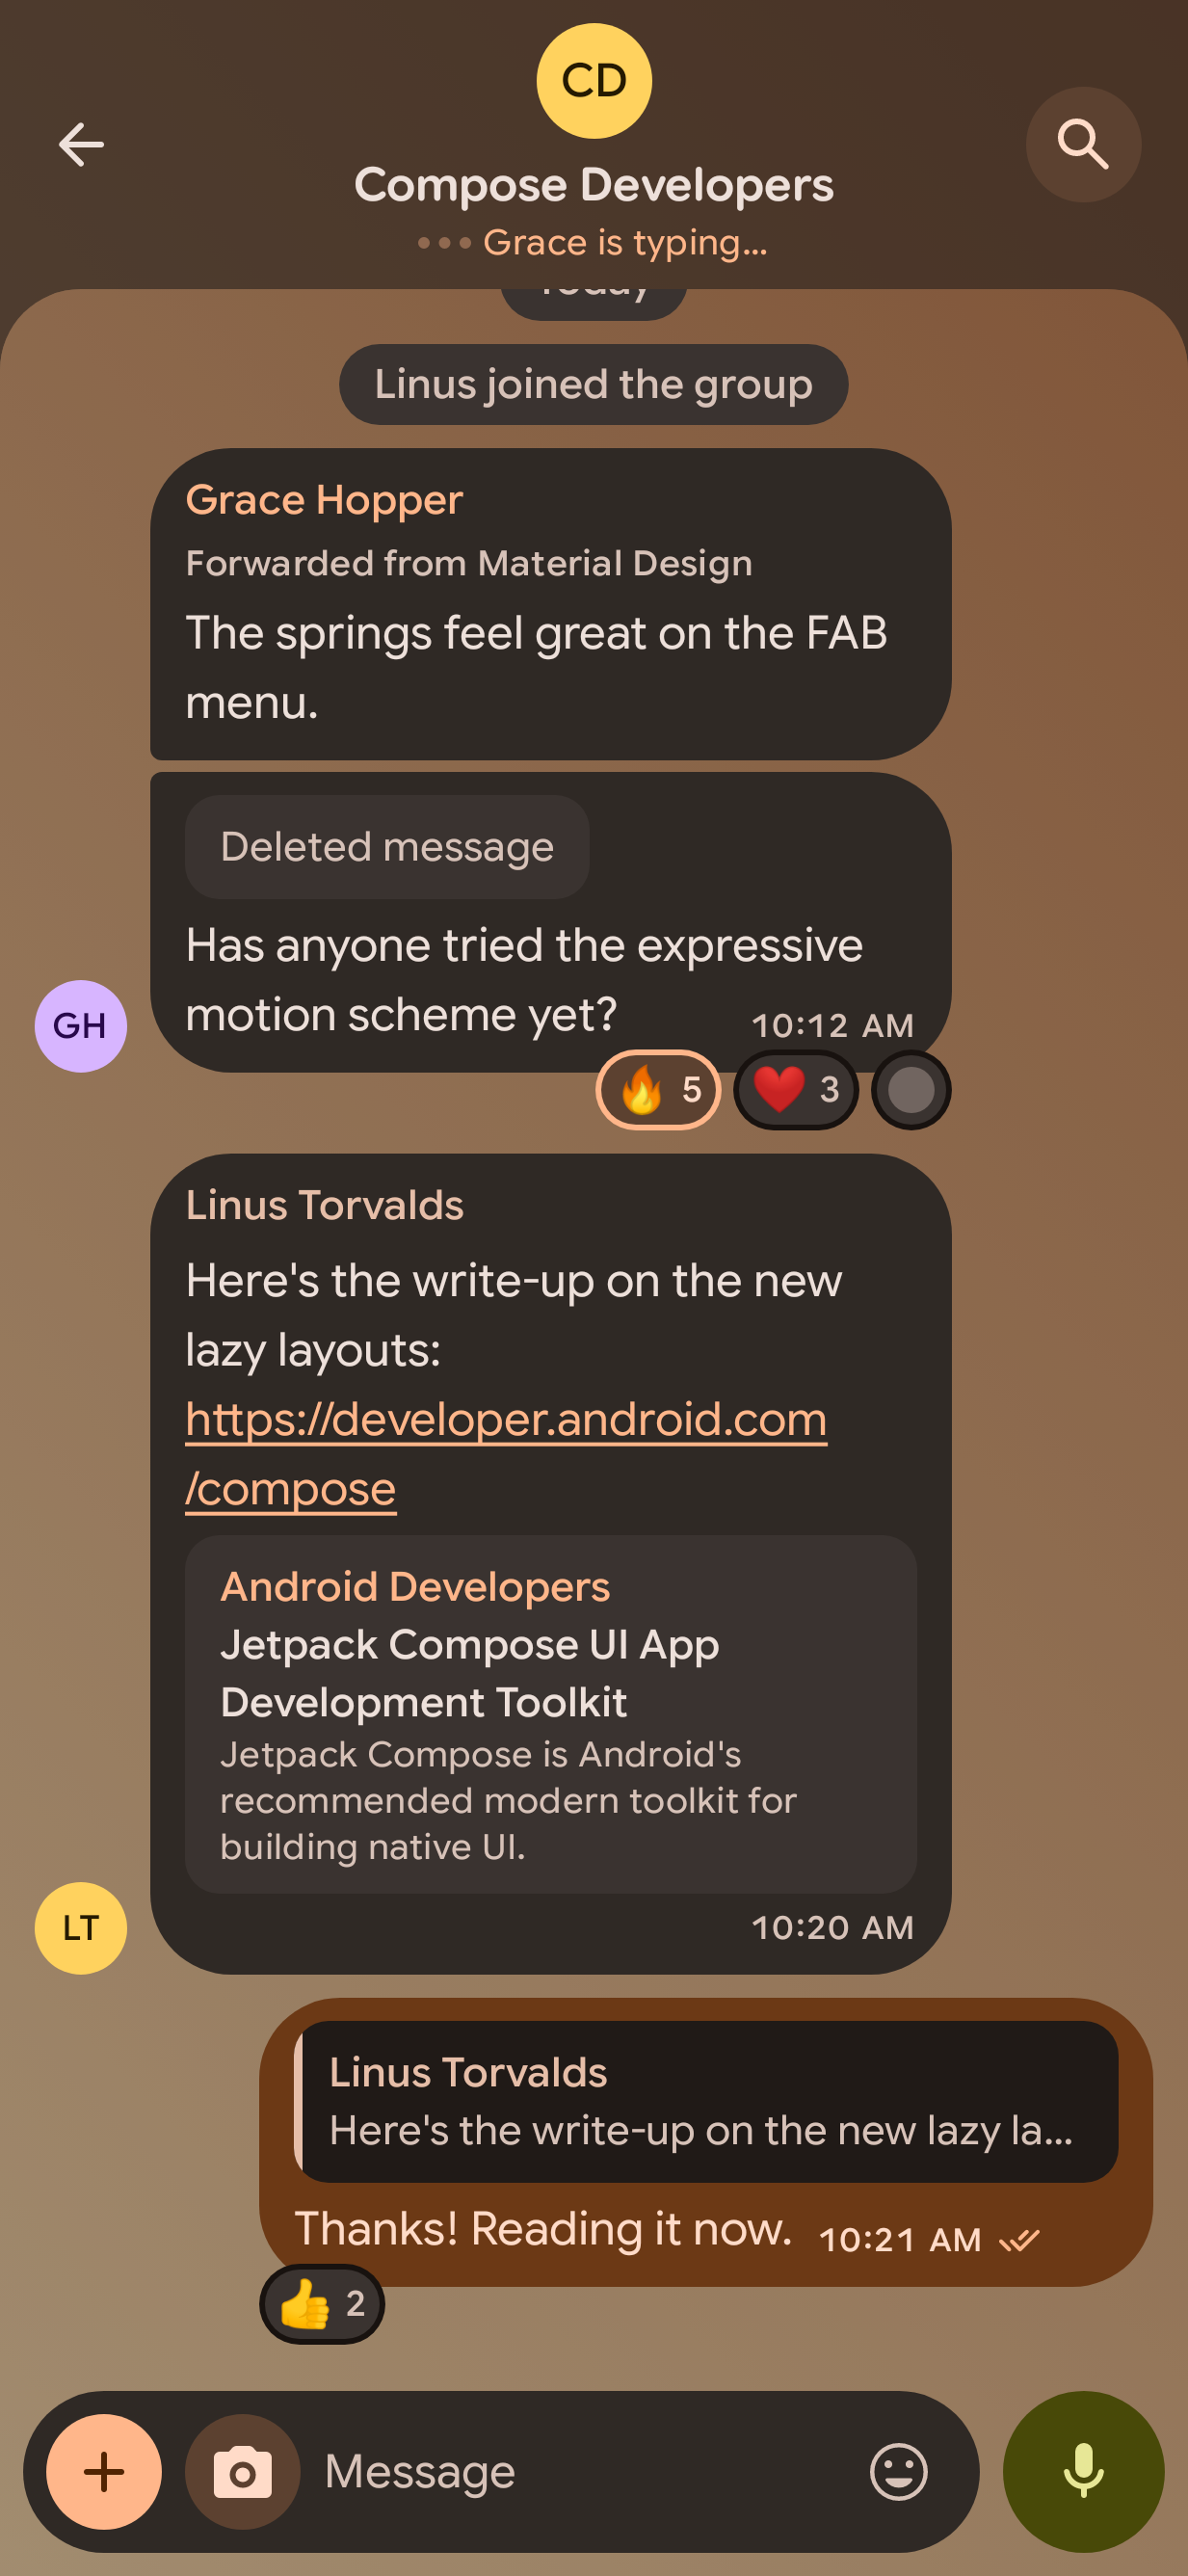 CD
Compose Developers
Grace is typing...
Today
Linus joined the group
Grace Hopper
Forwarded from Material Design
The springs feel great on the FAB
menu.
Deleted message
Has anyone tried the expressive
motion scheme yet?
10:12 AM
GH
🔥 5 ❤️ 3
Linus Torvalds
Here's the write-up on the new
lazy layouts:
https://developer.android.com
/compose
Android Developers
Jetpack Compose UI App
Development Toolkit
Jetpack Compose is Android's
recommended modern toolkit for
building native UI.
10:20 AM
LT
Linus Torvalds
Here's the write-up on the new lazy la...
Thanks! Reading it now. 10:21 AM
👍 2
Message